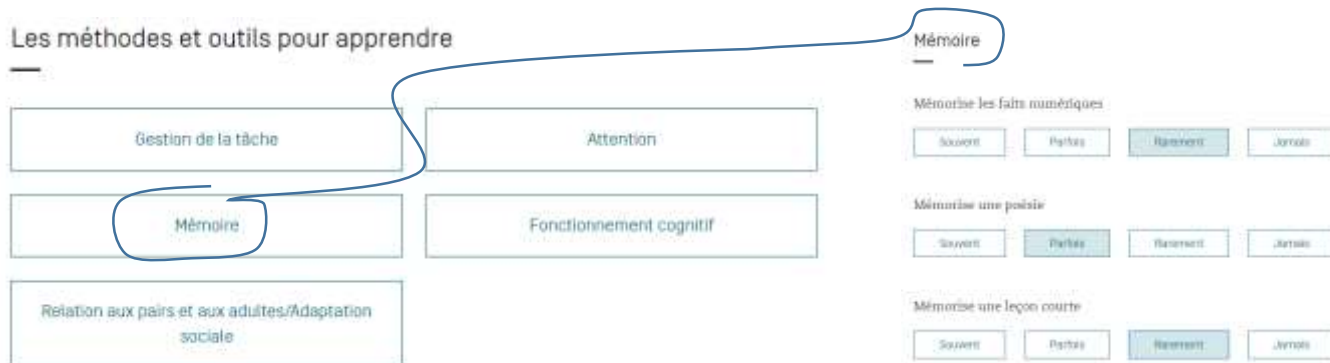 Les méthodes et outils pour apprendre
Gestion de la tâche
Attention
Mémoire
Fonctionnement cognitif
Relation aux pairs et aux adultes/Adaptation
sociale
Mémoire
Mémorise les faits numériques
Souvent Parfois Rarement Jamais
Mémorise une poésie
Souvent Parfois Rarement Jamais
Mémorise une leçon courte
Souvent Parfois Rarement Jamais